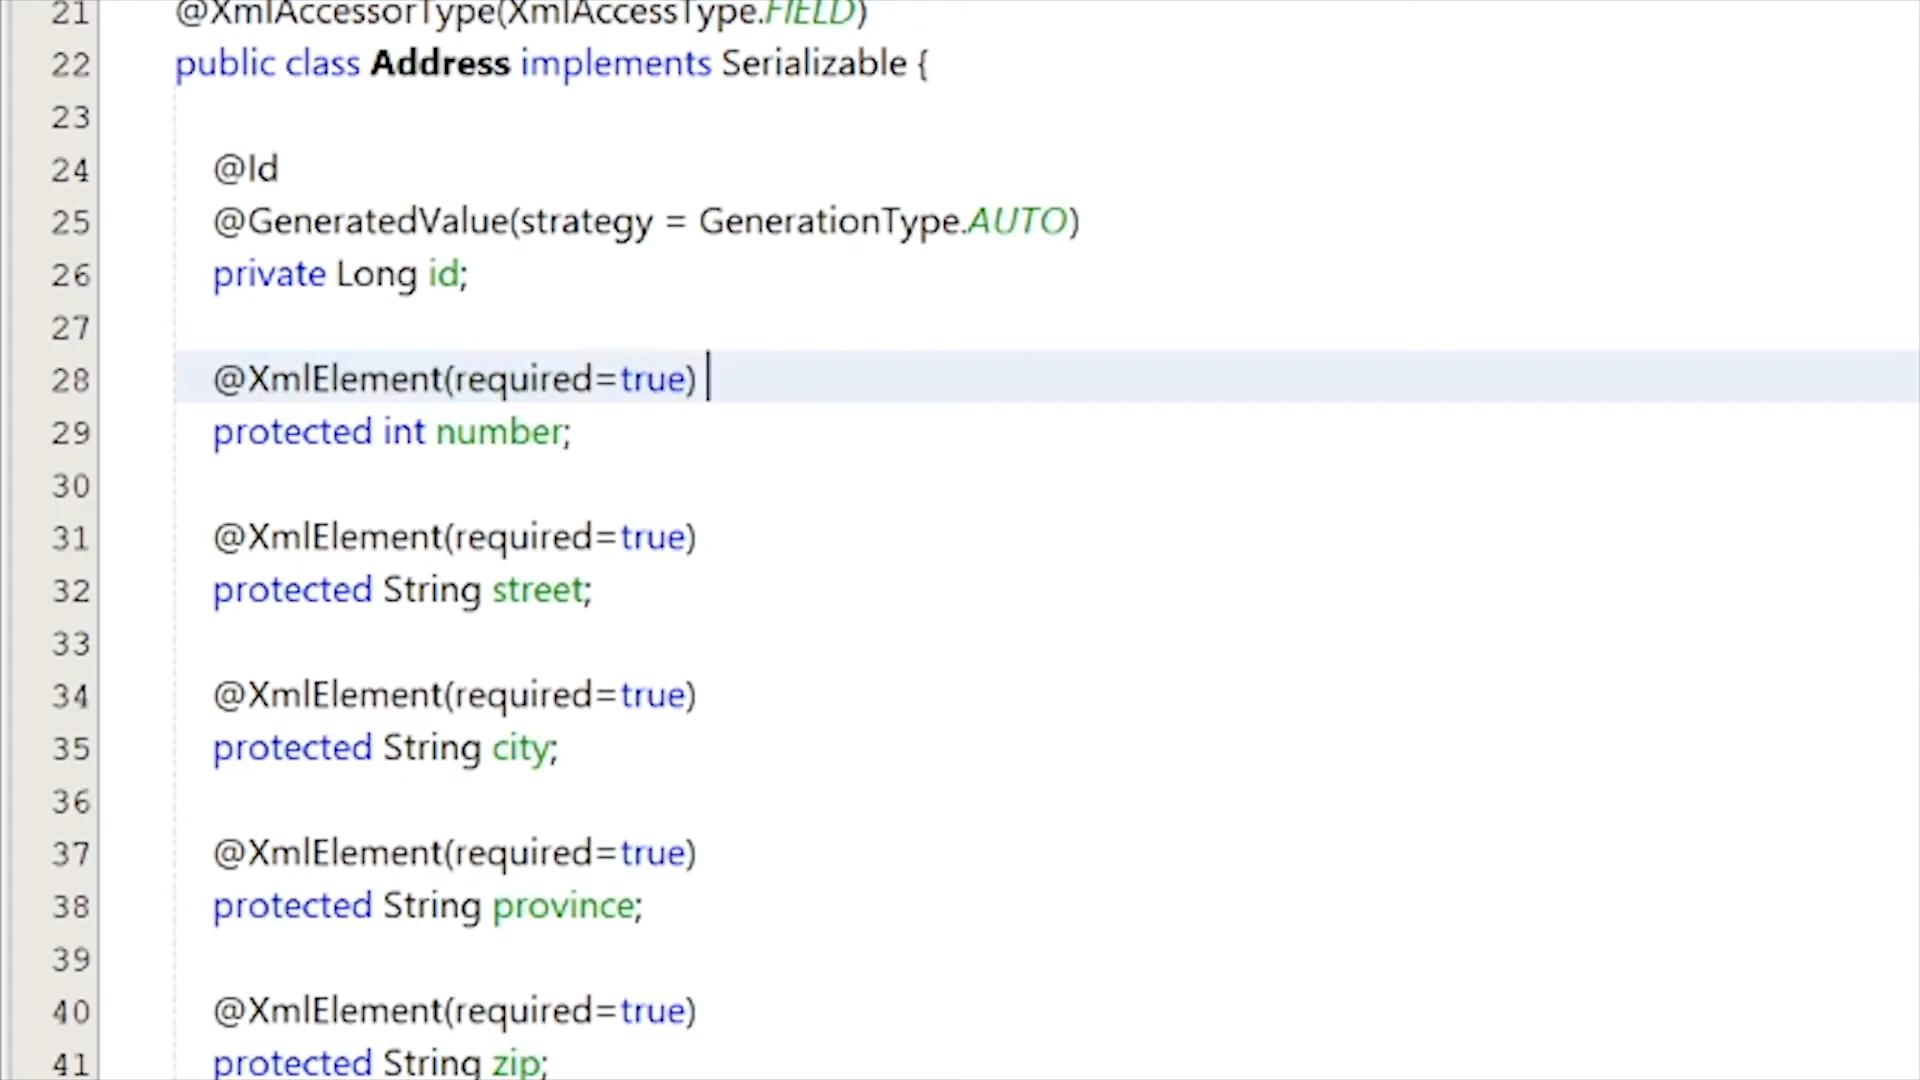 21 @XmlAccessorType(XmlAccessType.FIELD)
22 public class Address implements Serializable {
23
24 @Id
25 @GeneratedValue(strategy = GenerationType.AUTO)
26 private Long id;
27
28 @XmlElement(required=true)
29 protected int number;
30
31 @XmlElement(required=true)
32 protected String street;
33
34 @XmlElement(required=true)
35 protected String city;
36
37 @XmlElement(required=true)
38 protected String province;
39
40 @XmlElement(required=true)
41 protected String zip;